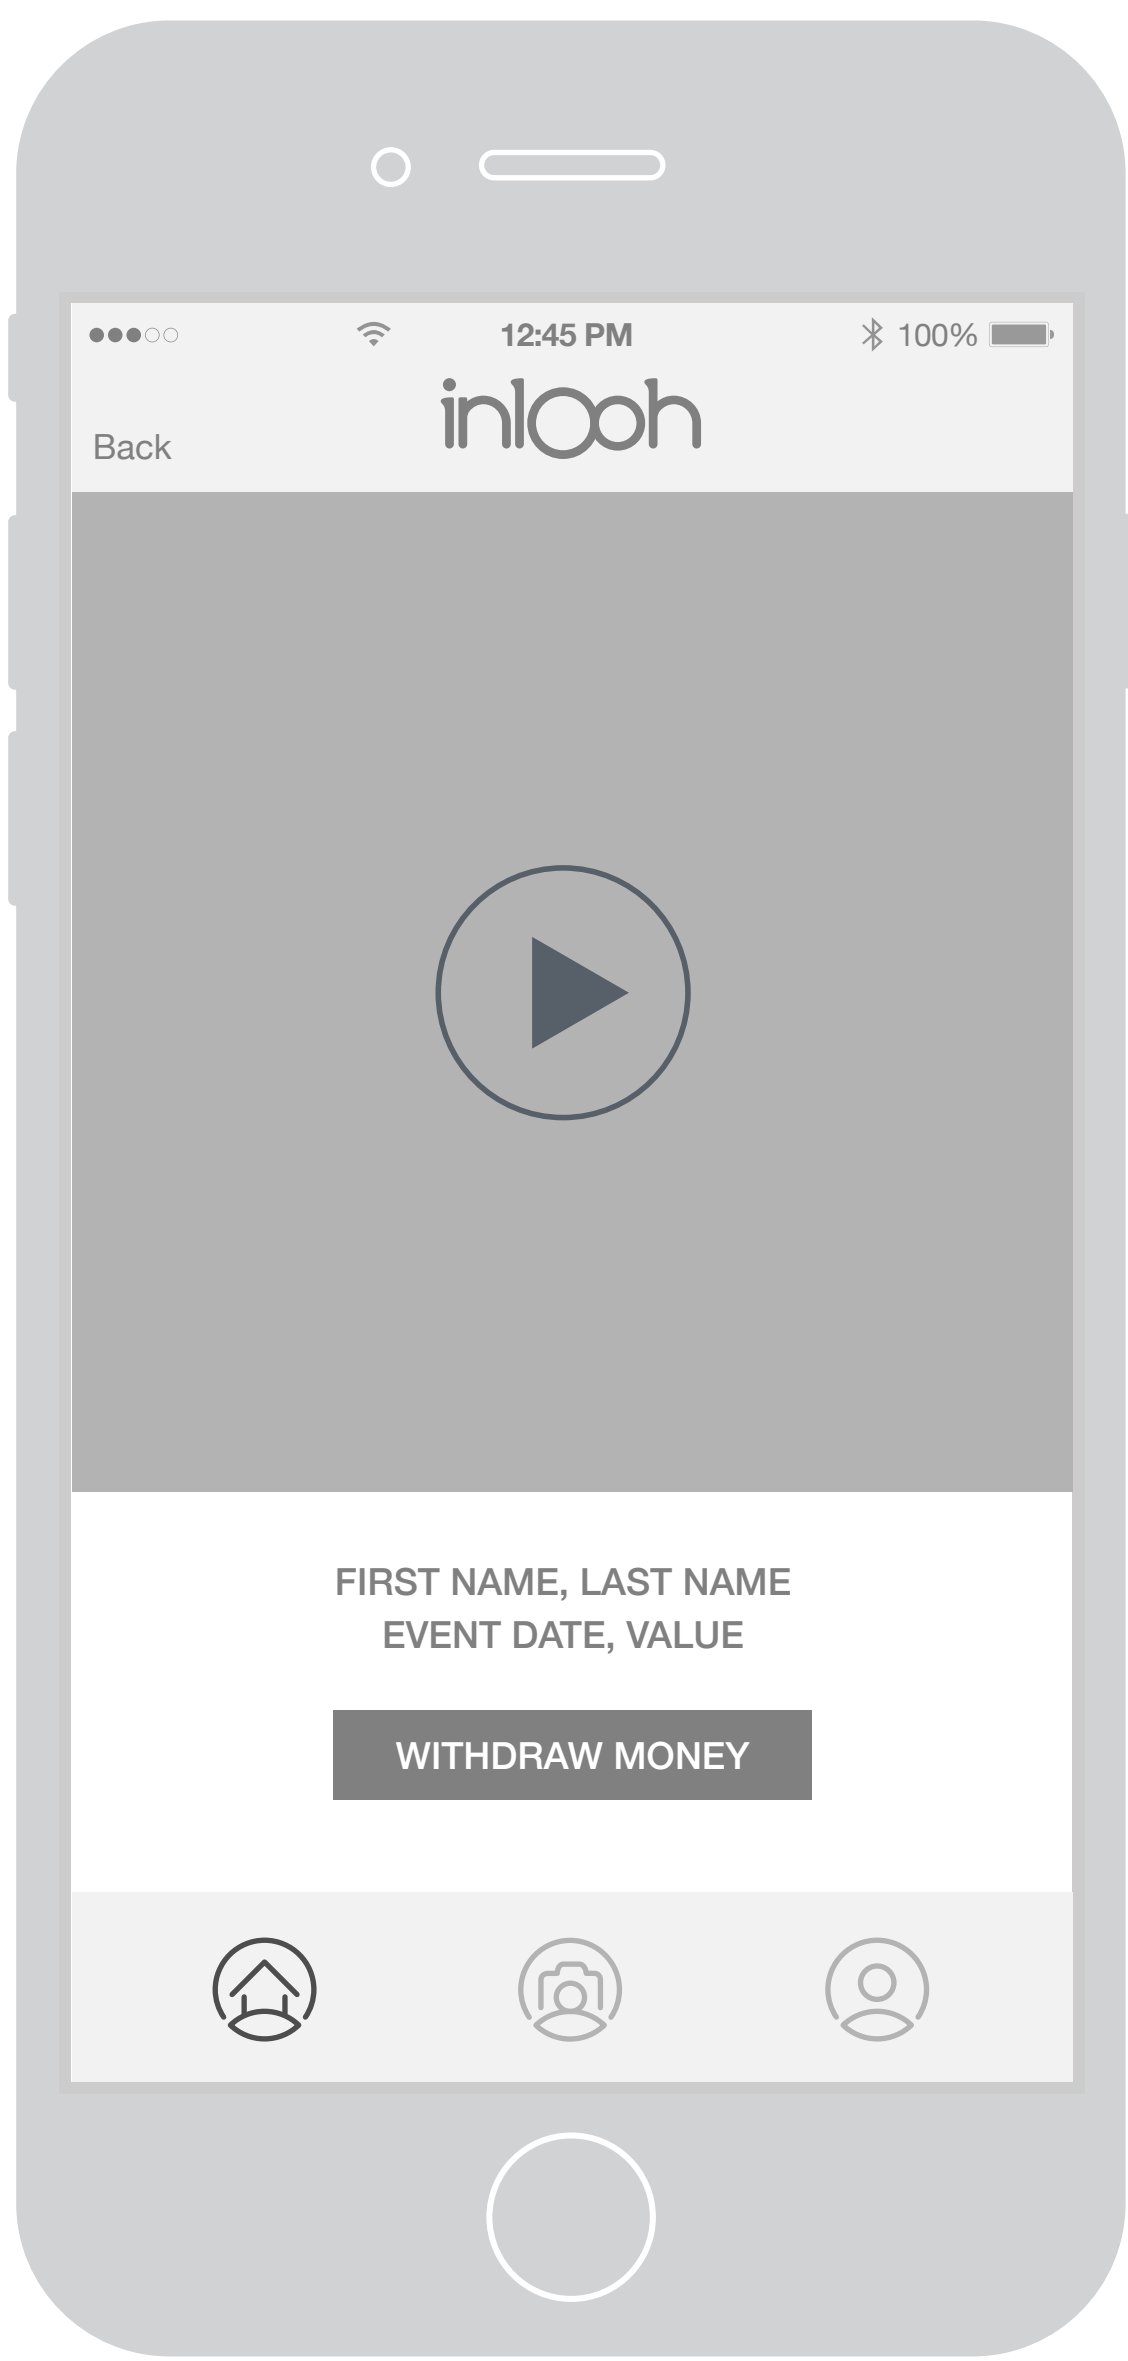 12:45 PM
100%
inlooh
Back
FIRST NAME, LAST NAME
EVENT DATE, VALUE
WITHDRAW MONEY